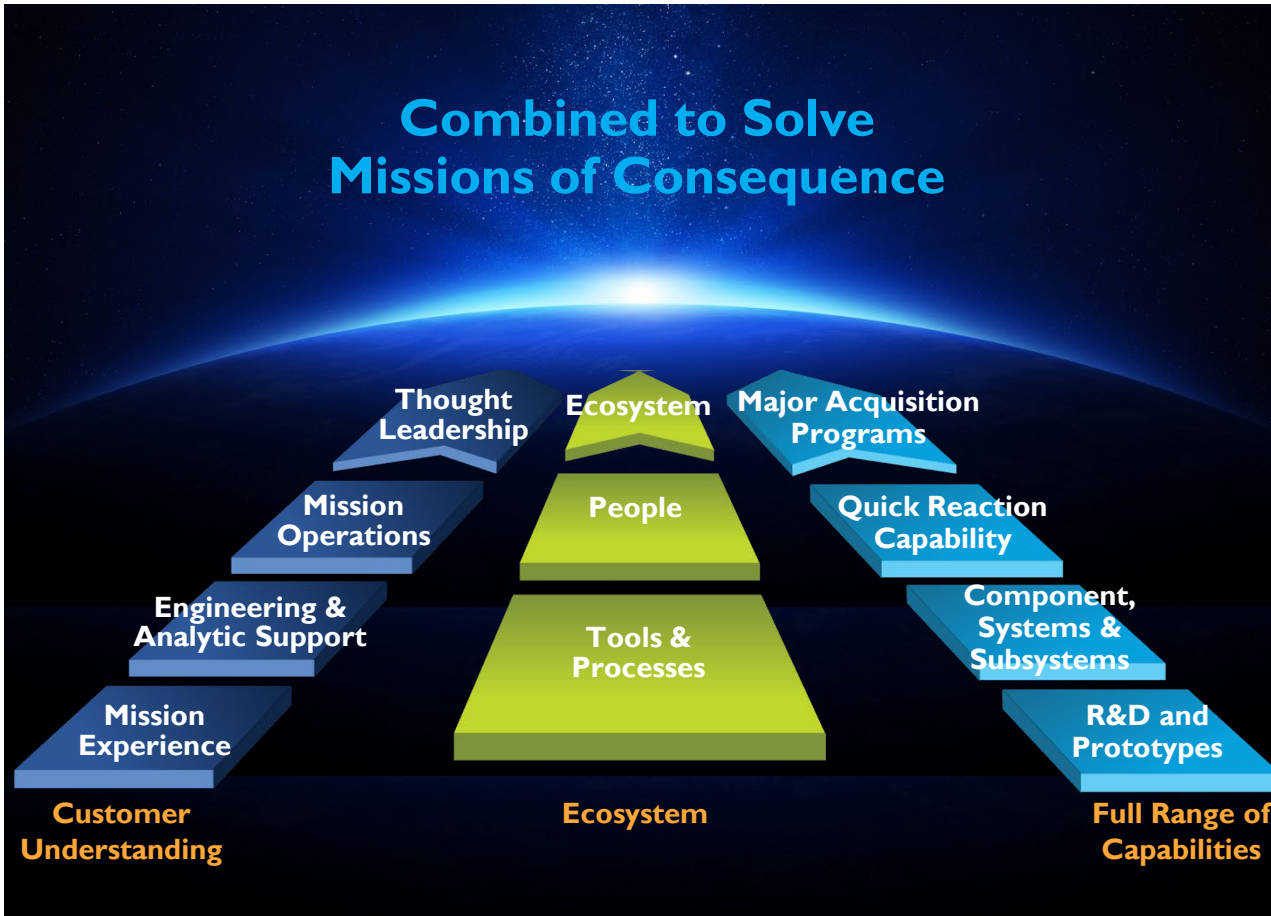 Combined to Solve
Missions of Consequence
Thought
Leadership
Mission
Operations
Engineering &
Analytic Support
Mission
Experience
Customer
Understanding
Ecosystem
People
Tools &
Processes
Ecosystem
Major Acquisition
Programs
Quick Reaction
Capability
Component,
Systems &
Subsystems
R&D and
Prototypes
Full Range of
Capabilities